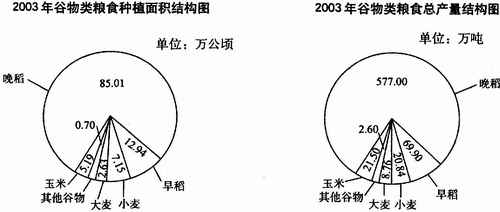 2003年谷物类粮食种植面积结构图
单位：万公顷
晚稻
85.01
0.70
12.94
5.19
2.63
7.15
玉米
其他谷物
大麦
小麦
早稻
2003年谷物类粮食总产量结构图
单位：万吨
577.00
晚稻
2.60
69.90
21.50
8.76
20.84
玉米
其他谷物
大麦
小麦
早稻